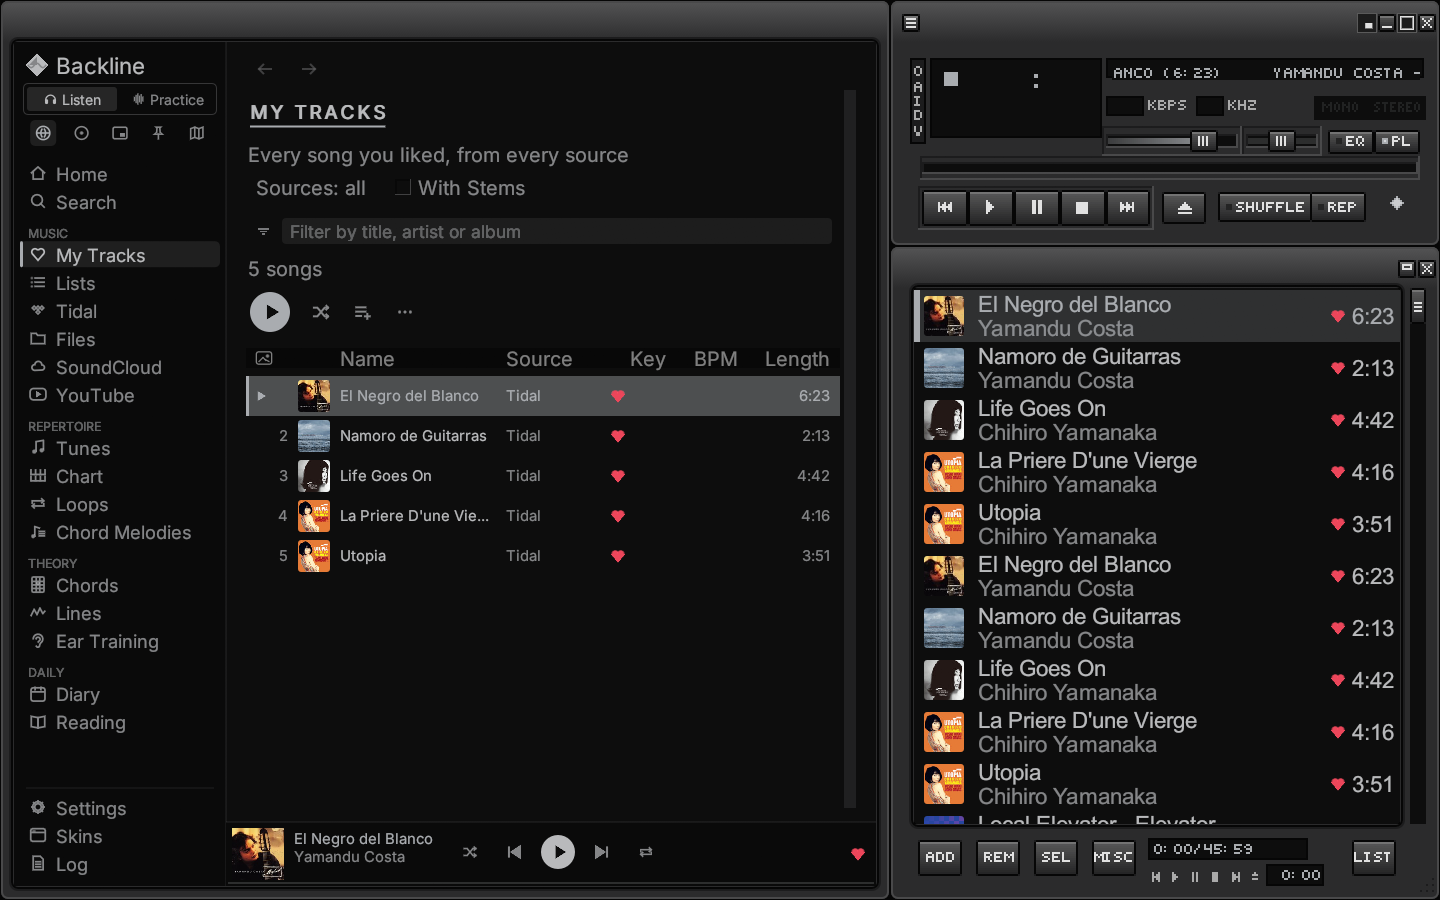 Backline
Listen
Practice
Home
Search
MUSIC
My Tracks
Lists
Tidal
Files
SoundCloud
YouTube
REPERTOIRE
Tunes
Chart
Loops
Chord Melodies
THEORY
Chords
Lines
Ear Training
DAILY
Diary
Reading
Settings
Skins
Log
MY TRACKS
Every song you liked, from every source
Sources: all With Stems
Filter by title, artist or album
5 songs
Name Source Key BPM Length
El Negro del Blanco Tidal 6:23
2 Namoro de Guitarras Tidal 2:13
3 Life Goes On Tidal 4:42
4 La Priere D'une Vie... Tidal 4:16
5 Utopia Tidal 3:51
El Negro del Blanco
Yamandu Costa
O
A
I
D
V
ANCO (6:23) YAMANDU COSTA -
KBPS KHZ
MONO STEREO
EQ PL
SHUFFLE REP
El Negro del Blanco
Yamandu Costa
6:23
Namoro de Guitarras
Yamandu Costa
2:13
Life Goes On
Chihiro Yamanaka
4:42
La Priere D'une Vierge
Chihiro Yamanaka
4:16
Utopia
Chihiro Yamanaka
3:51
El Negro del Blanco
Yamandu Costa
6:23
Namoro de Guitarras
Yamandu Costa
2:13
Life Goes On
Chihiro Yamanaka
4:42
La Priere D'une Vierge
Chihiro Yamanaka
4:16
Utopia
Chihiro Yamanaka
3:51
Local Elevator - Elevator
ADD REM SEL MISC
0:00/45:59
0:00
LIST